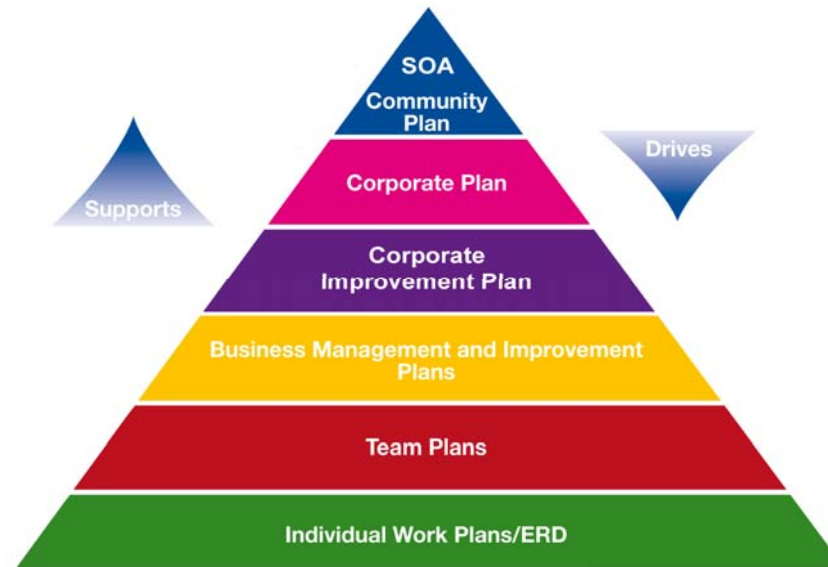 SOA
Community
Plan
Drives
Corporate Plan
Supports
Corporate
Improvement Plan
Business Management and Improvement
Plans
Team Plans
Individual Work Plans/ERD